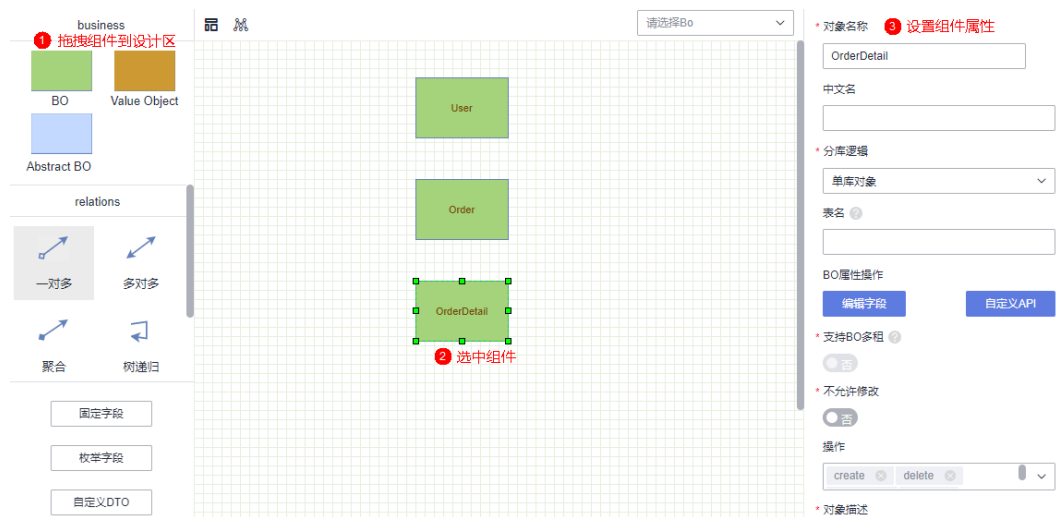 business
1 拖拽组件到设计区
BO
Value Object
Abstract BO
relations
一对多
多对多
聚合
树递归
固定字段
枚举字段
自定义DTO
请选择Bo
User
Order
OrderDetail
2 选中组件
* 对象名称
3 设置组件属性
OrderDetail
中文名
* 分库逻辑
单库对象
表名 ?
BO属性操作
编辑字段
自定义API
* 支持BO多租 ?
否
* 不允许修改
否
操作
create
delete
* 对象描述